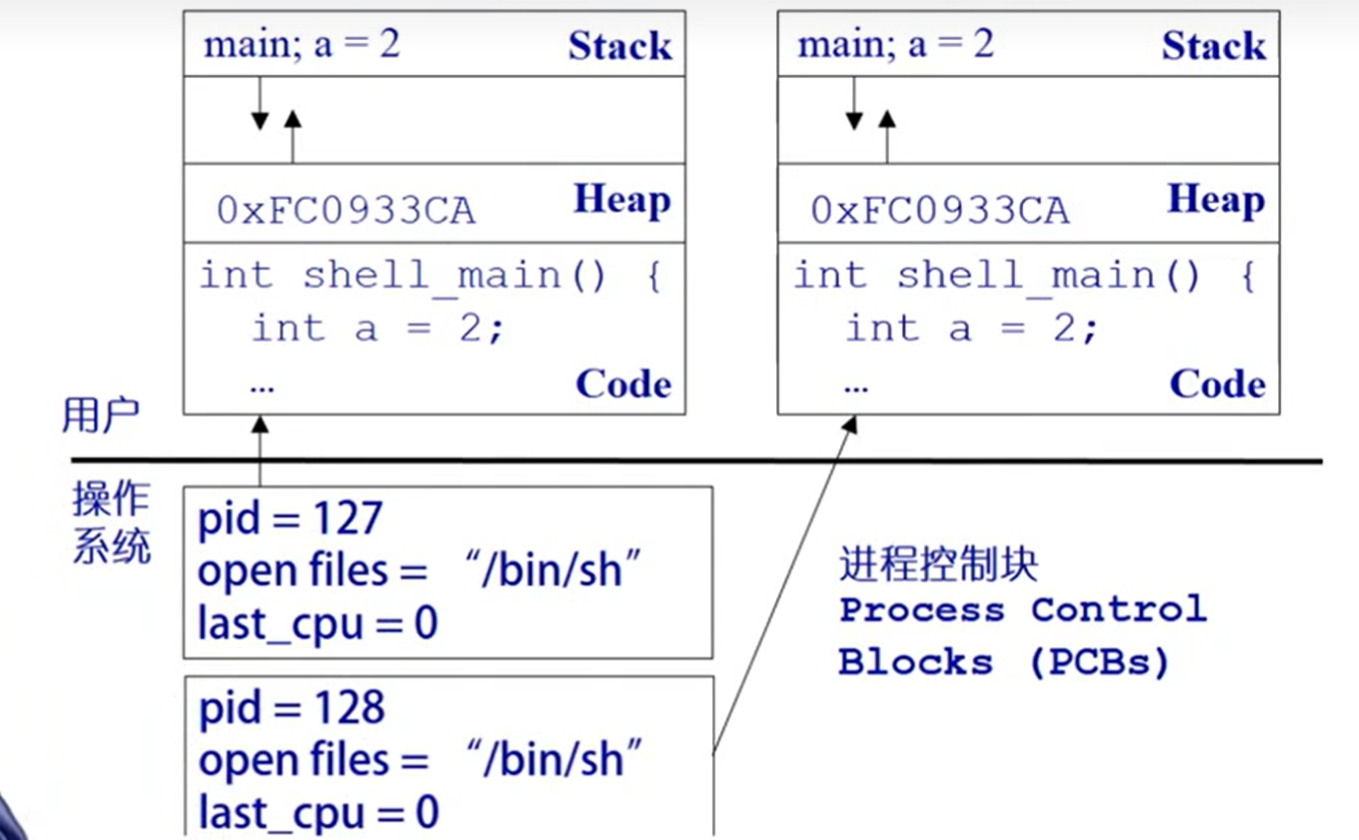 main; a = 2 Stack
0xFC0933CA Heap
int shell_main() {
int a = 2;
... Code
main; a = 2 Stack
0xFC0933CA Heap
int shell_main() {
int a = 2;
... Code
用户
操作
系统
pid = 127
open files = “/bin/sh”
last_cpu = 0
pid = 128
open files = “/bin/sh”
last_cpu = 0
进程控制块
Process Control
Blocks (PCBs)